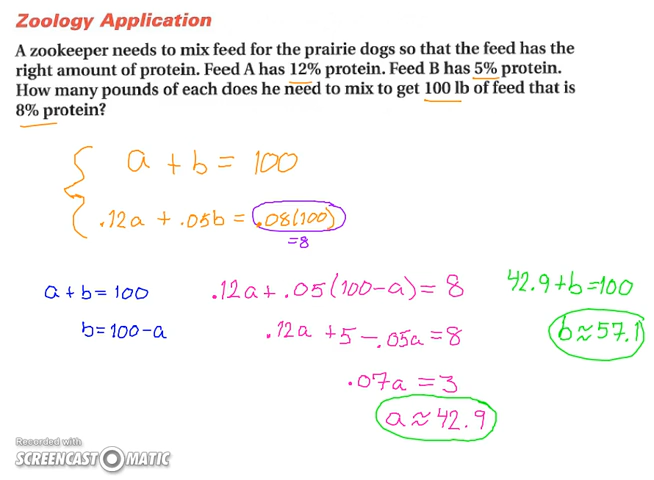 Zoology Application
A zookeeper needs to mix feed for the prairie dogs so that the feed has the
right amount of protein. Feed A has 12% protein. Feed B has 5% protein.
How many pounds of each does he need to mix to get 100 lb of feed that is
8% protein?
a + b = 100
.12a + .05b = .08(100)
=8
a + b = 100
b = 100 - a
.12a + .05(100 - a) = 8
.12a + 5 - .05a = 8
.07a = 3
a ≈ 42.9
42.9 + b = 100
b ≈ 57.1
Recorded with
SCREENCAST-O-MATIC